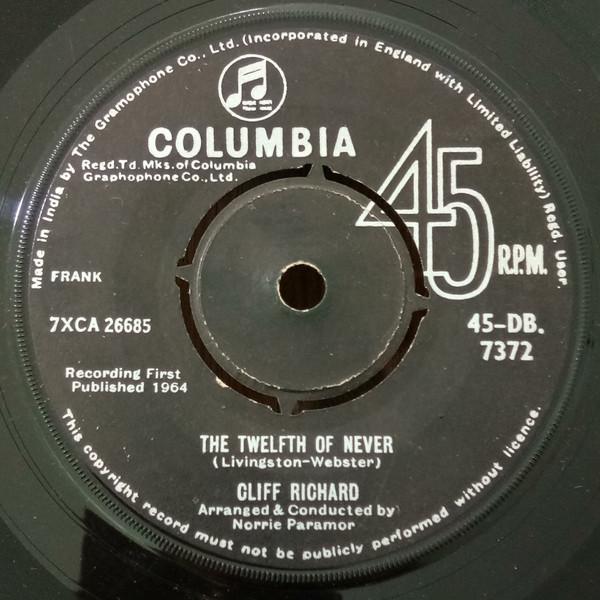 Made in India by The Gramophone Co., Ltd. (Incorporated in England with Limited Liability) Regd. User.
COLUMBIA
Regd.Td.Mks.of Columbia
Graphophone Co.,Ltd.
45
R.P.M.
FRANK
7XCA 26685
45-DB.
7372
Recording First
Published 1964
THE TWELFTH OF NEVER
(Livingston-Webster)
CLIFF RICHARD
Arranged & Conducted by
Norrie Paramor
This copyright record must not be publicly performed without licence.